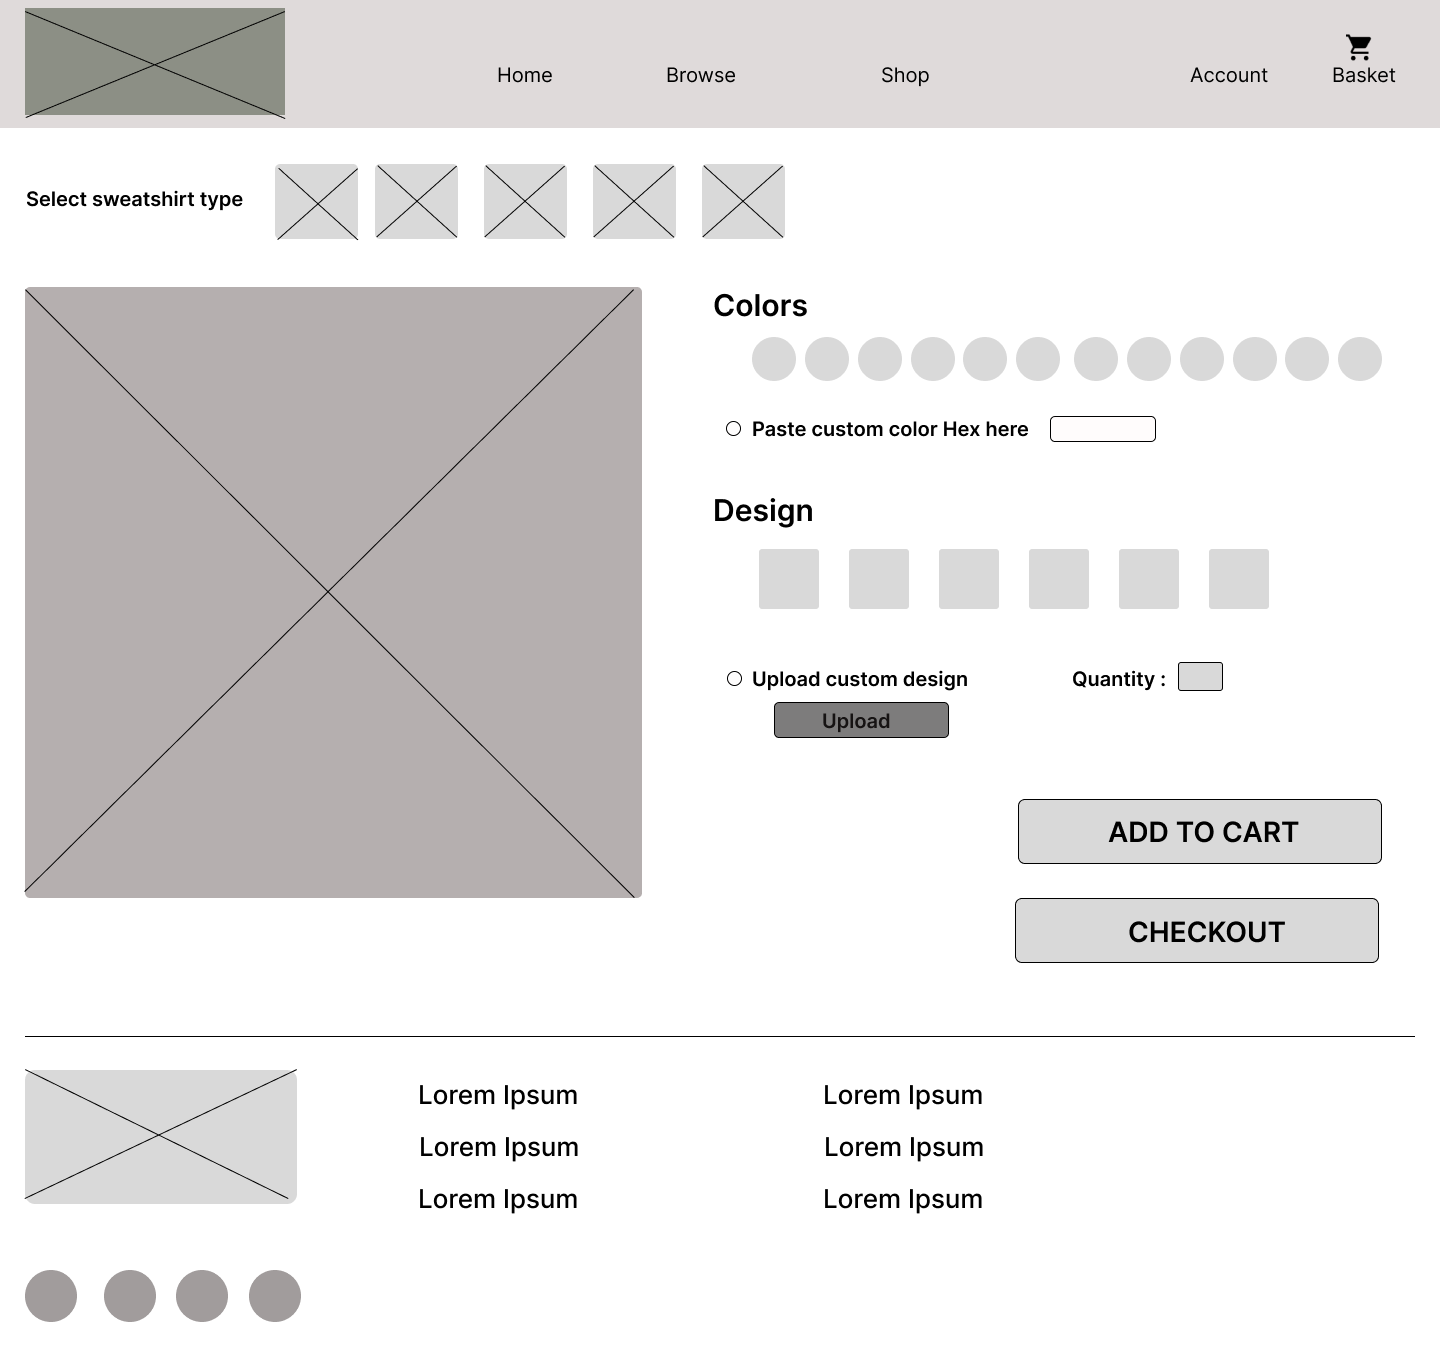 Home
Browse
Shop
Account
Basket
Select sweatshirt type
Colors
Paste custom color Hex here
Design
Upload custom design
Quantity :
Upload
ADD TO CART
CHECKOUT
Lorem Ipsum
Lorem Ipsum
Lorem Ipsum
Lorem Ipsum
Lorem Ipsum
Lorem Ipsum